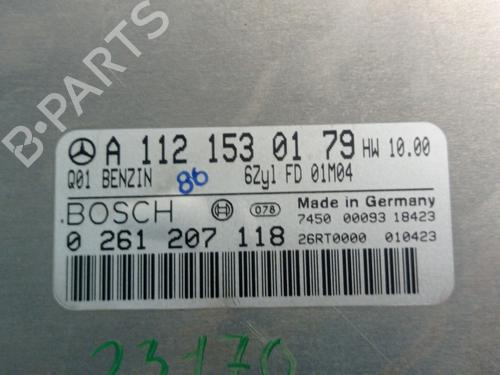 B-PARTS
A 112 153 01 79 HW 10.00
Q01 BENZIN 86 6Zyl FD 01M04
BOSCH 078 Made in Germany
7450 00093 18423
0 261 207 118 26RT0000 010423
23170